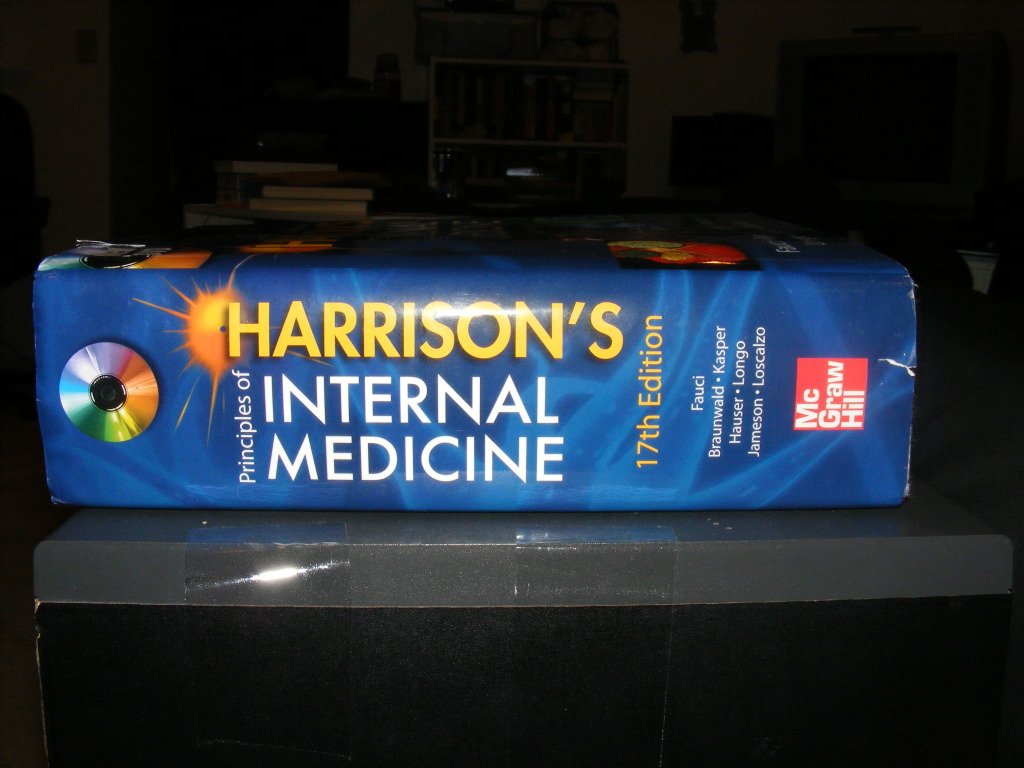 HARRISON'S
Principles of
INTERNAL
MEDICINE
17th Edition
Fauci
Braunwald • Kasper
Hauser • Longo
Jameson • Loscalzo
Mc
Graw
Hill